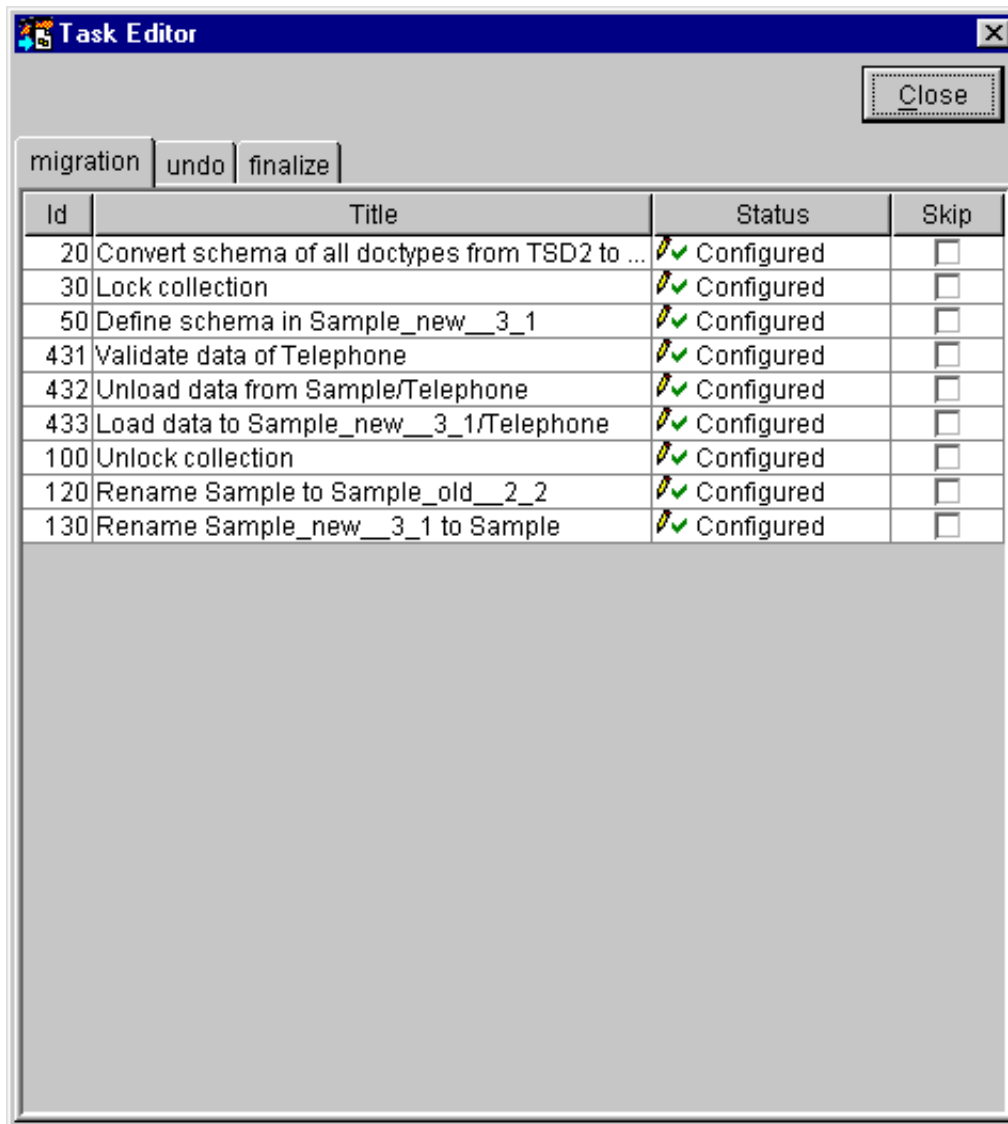 Task Editor
Close
migration undo finalize
Id Title Status Skip
20 Convert schema of all doctypes from TSD2 to ... Configured
30 Lock collection Configured
50 Define schema in Sample_new__3_1 Configured
431 Validate data of Telephone Configured
432 Unload data from Sample/Telephone Configured
433 Load data to Sample_new__3_1/Telephone Configured
100 Unlock collection Configured
120 Rename Sample to Sample_old__2_2 Configured
130 Rename Sample_new__3_1 to Sample Configured